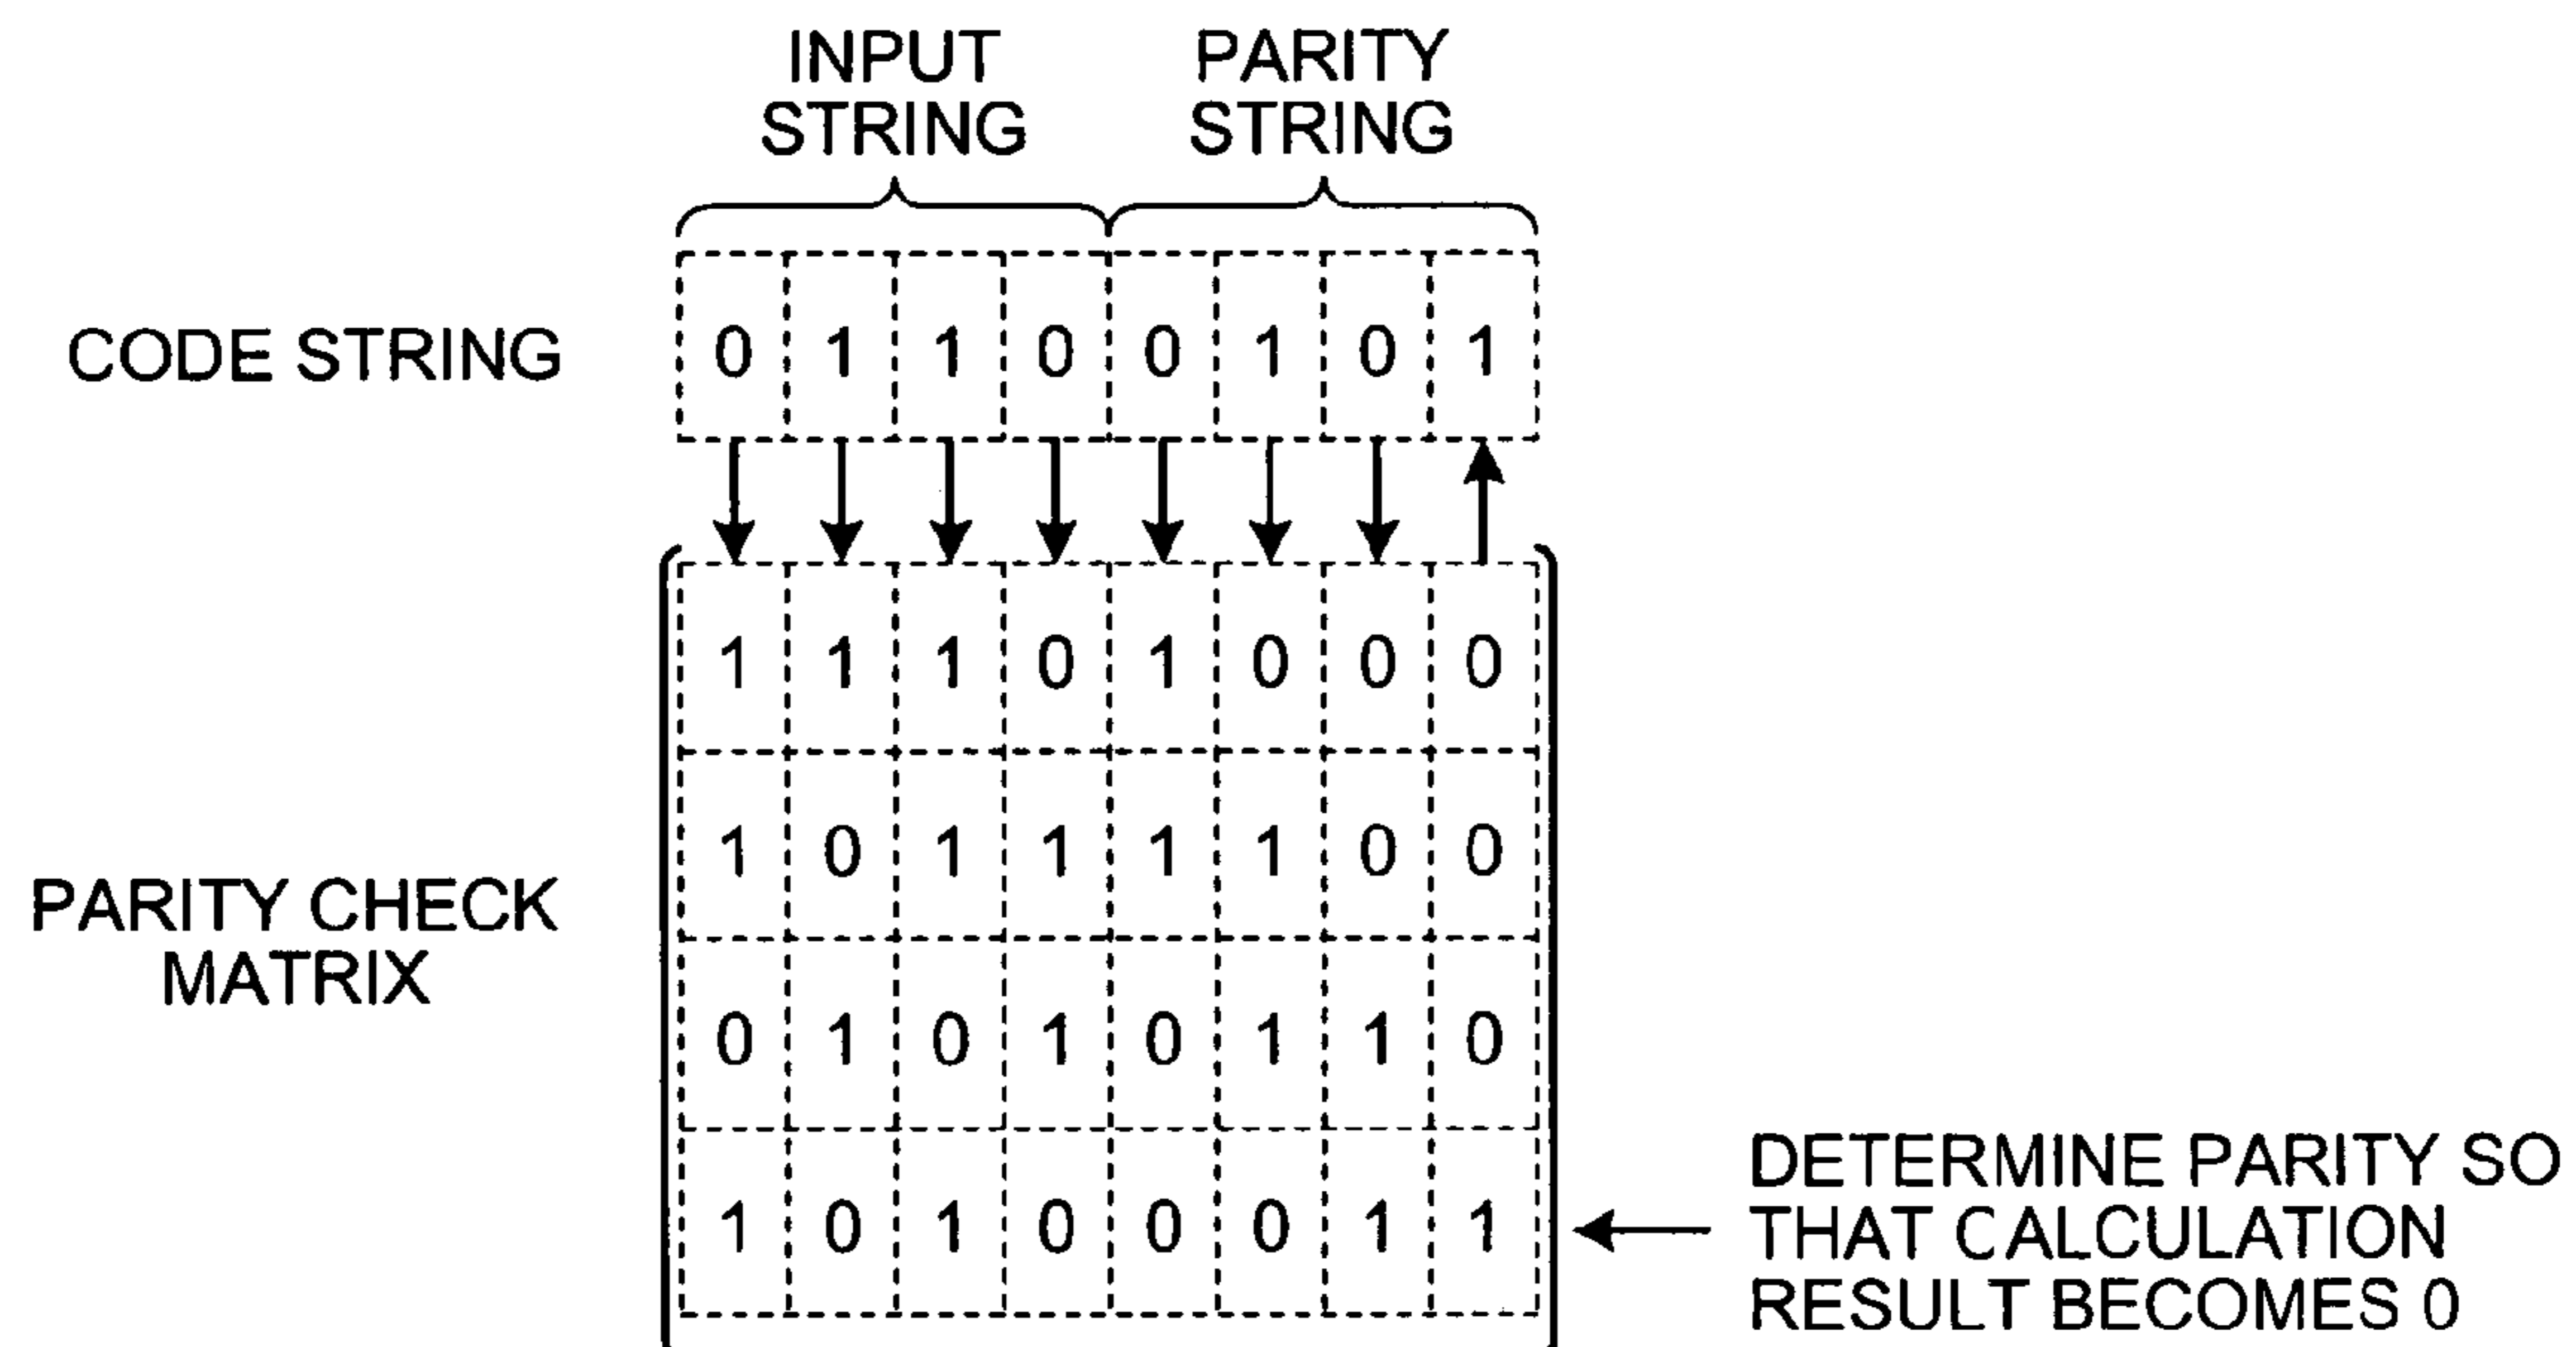 INPUT
STRING
PARITY
STRING
CODE STRING
0 1 1 0 0 1 0 1
1 1 1 0 1 0 0 0
1 0 1 1 1 1 0 0
PARITY CHECK
MATRIX
0 1 0 1 0 1 1 0
1 0 1 0 0 0 1 1
DETERMINE PARITY SO
THAT CALCULATION
RESULT BECOMES 0